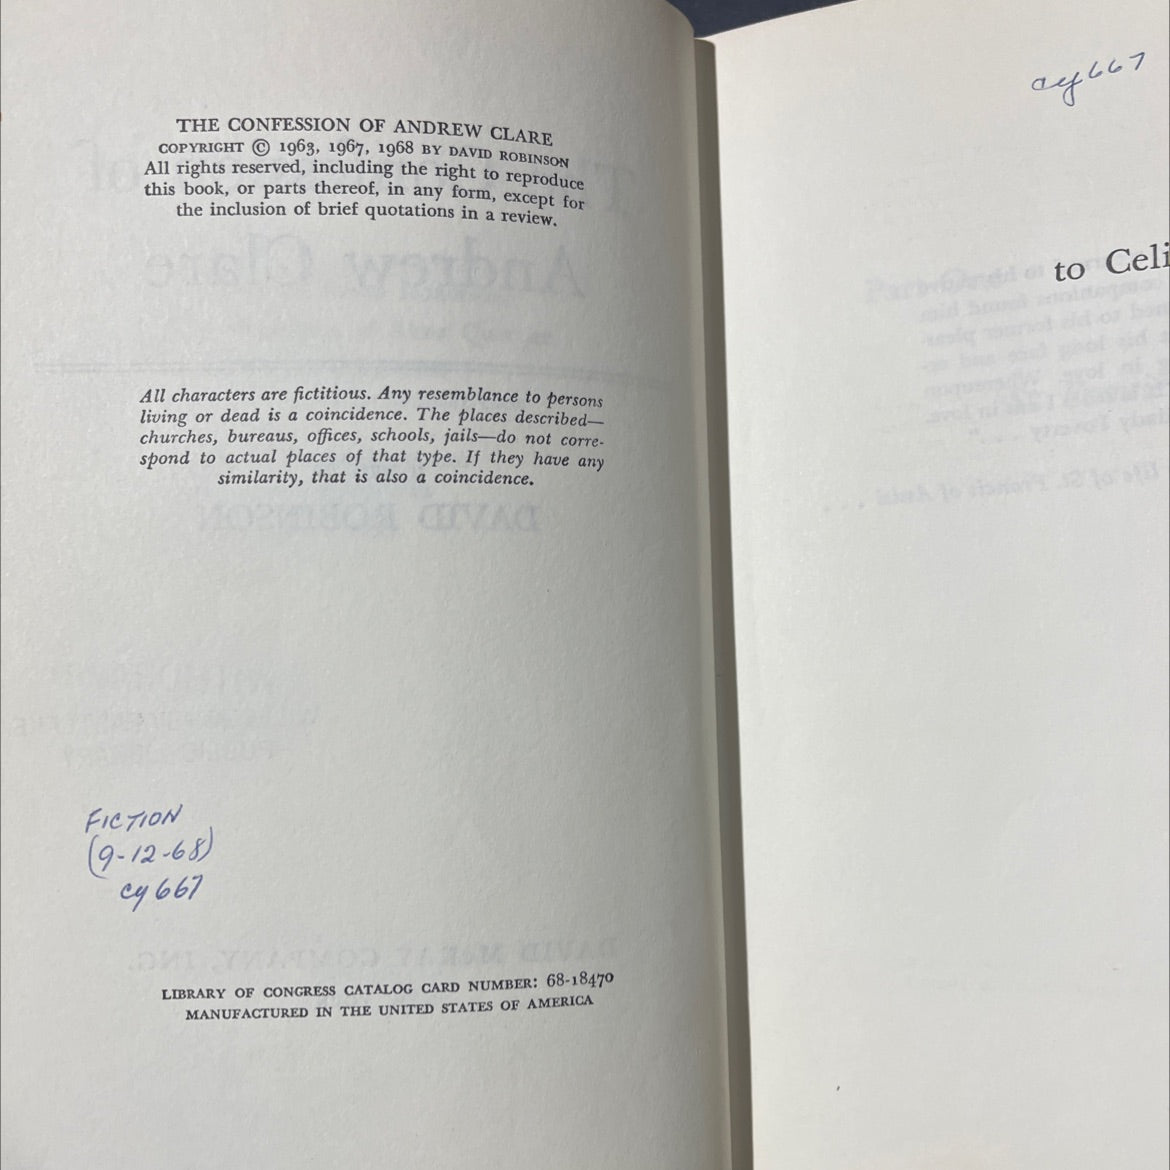 THE CONFESSION OF ANDREW CLARE
COPYRIGHT © 1963, 1967, 1968 BY DAVID ROBINSON
All rights reserved, including the right to reproduce
this book, or parts thereof, in any form, except for
the inclusion of brief quotations in a review.
All characters are fictitious. Any resemblance to persons
living or dead is a coincidence. The places described—
churches, bureaus, offices, schools, jails—do not corre-
spond to actual places of that type. If they have any
similarity, that is also a coincidence.
FICTION
(9-12-68)
cy 667
LIBRARY OF CONGRESS CATALOG CARD NUMBER: 68-18470
MANUFACTURED IN THE UNITED STATES OF AMERICA
cy 667
to Celi